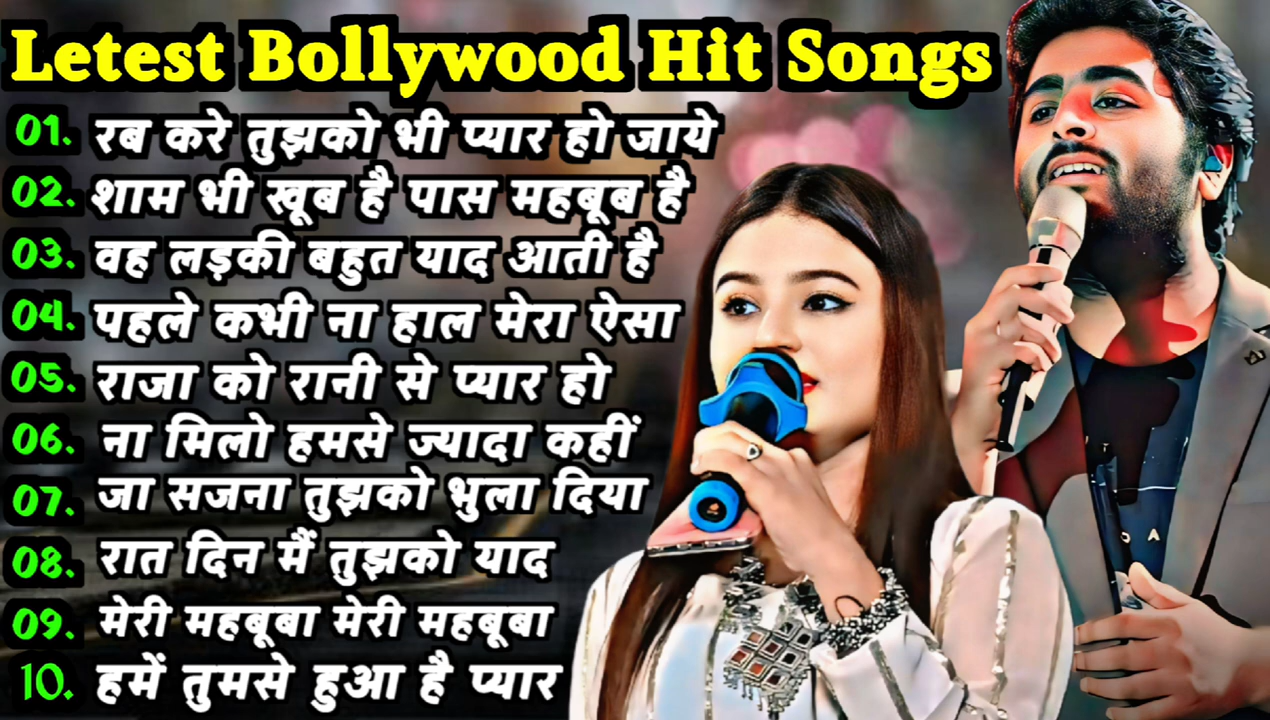 Letest Bollywood Hit Songs
01. रब करे तुझको भी प्यार हो जाये
02. शाम भी खूब है पास महबूब है
03. वह लड़की बहुत याद आती है
04. पहले कभी ना हाल मेरा ऐसा
05. राजा को रानी से प्यार हो
06. ना मिलो हमसे ज्यादा कहीं
07. जा सजना तुझको भुला दिया
08. रात दिन मैं तुझको याद
09. मेरी महबूबा मेरी महबूबा
10. हमें तुमसे हुआ है प्यार